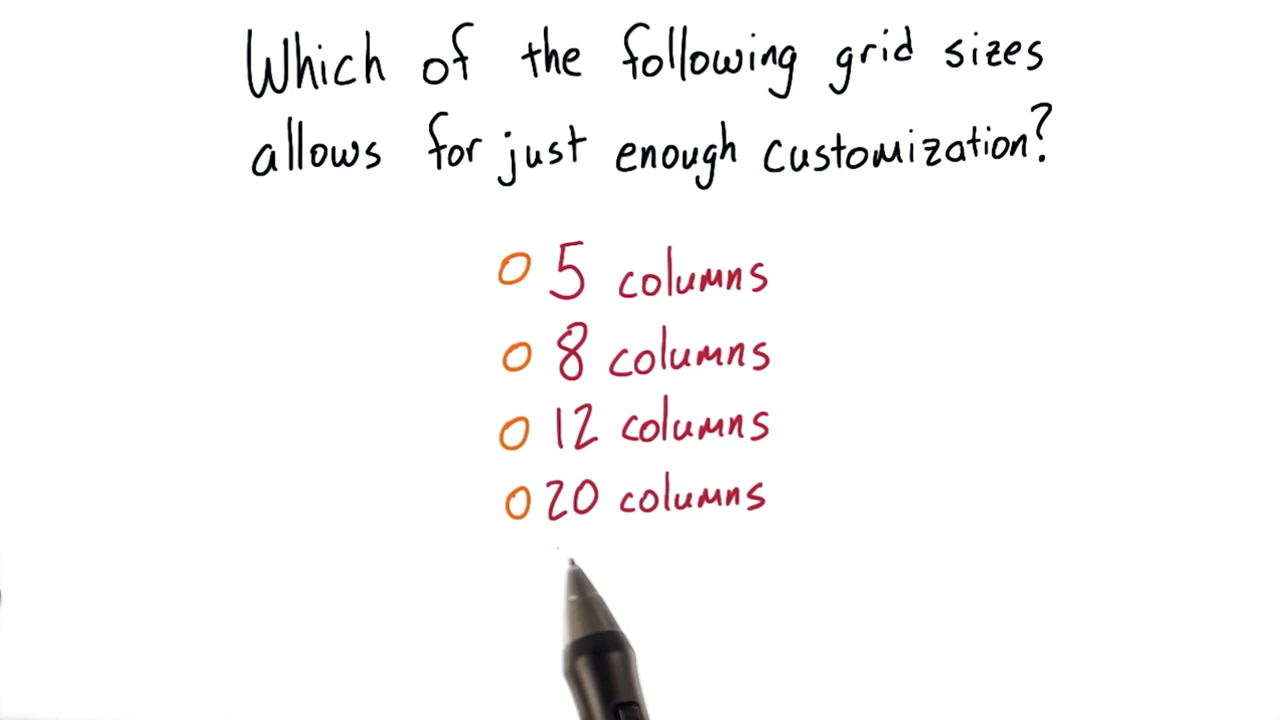 Which of the following grid sizes
allows for just enough customization?
5 columns
8 columns
12 columns
20 columns